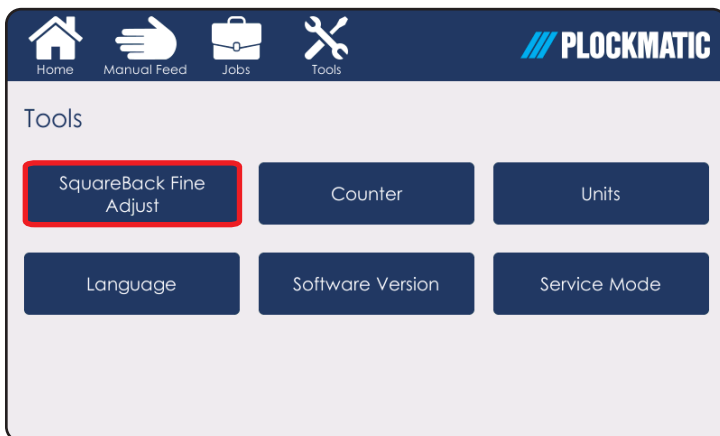 Home Manual Feed Jobs Tools
PLOCKMATIC
Tools
SquareBack Fine
Adjust
Counter
Units
Language
Software Version
Service Mode